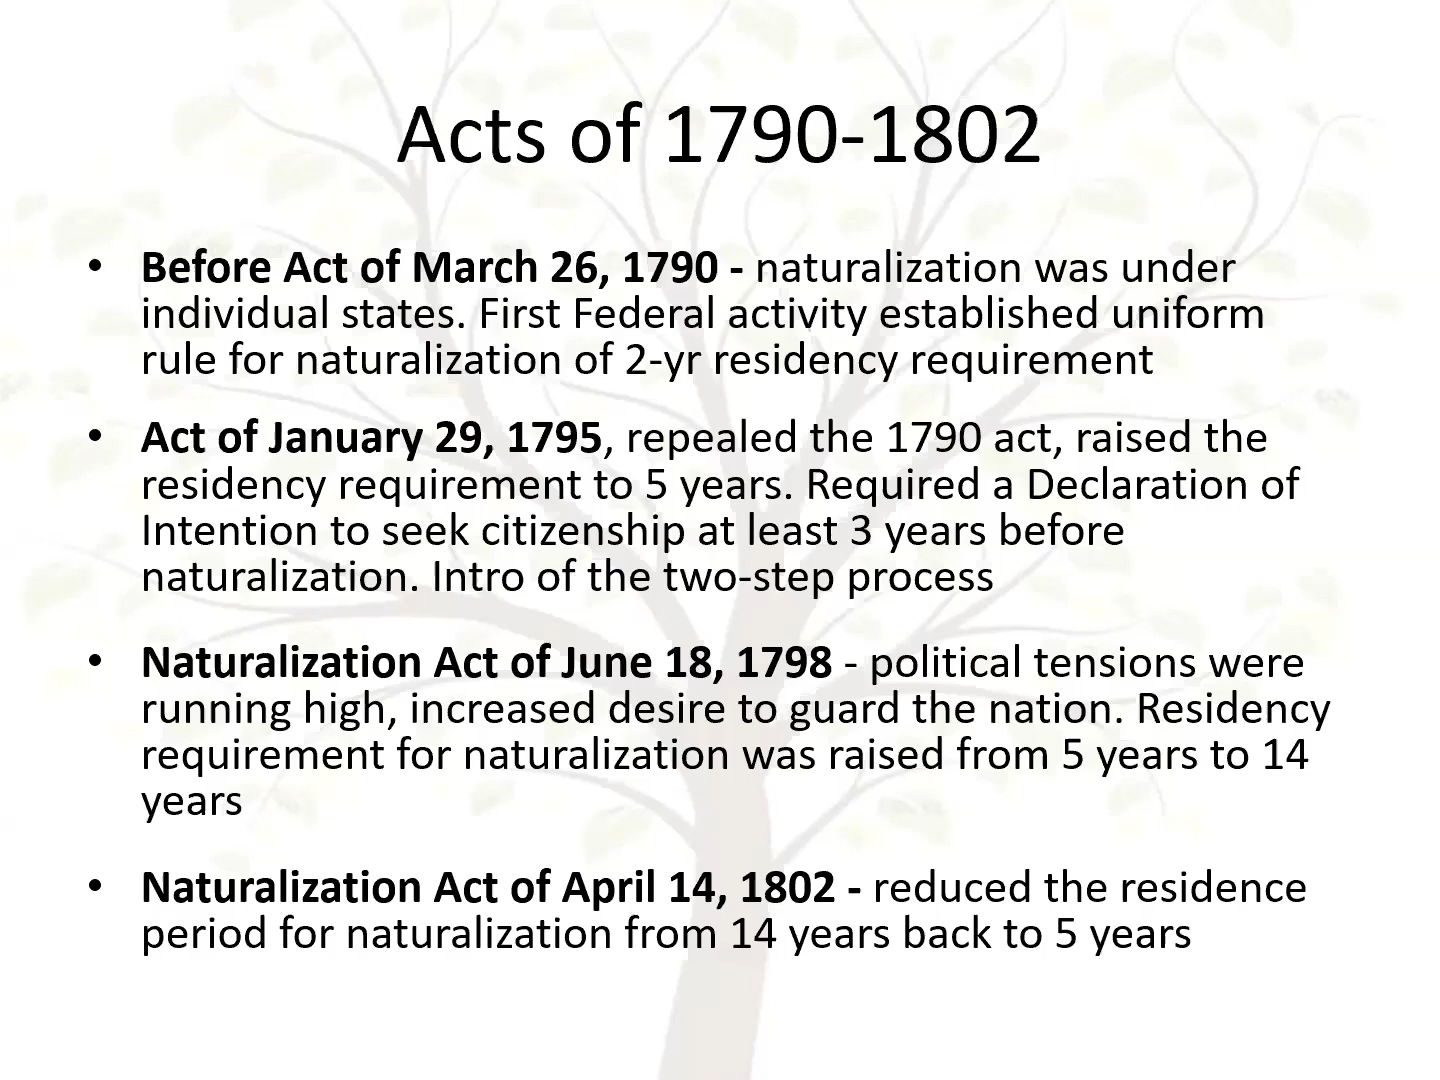 Acts of 1790-1802
• Before Act of March 26, 1790 - naturalization was under
individual states. First Federal activity established uniform
rule for naturalization of 2-yr residency requirement
• Act of January 29, 1795, repealed the 1790 act, raised the
residency requirement to 5 years. Required a Declaration of
Intention to seek citizenship at least 3 years before
naturalization. Intro of the two-step process
• Naturalization Act of June 18, 1798 - political tensions were
running high, increased desire to guard the nation. Residency
requirement for naturalization was raised from 5 years to 14
years
• Naturalization Act of April 14, 1802 - reduced the residence
period for naturalization from 14 years back to 5 years